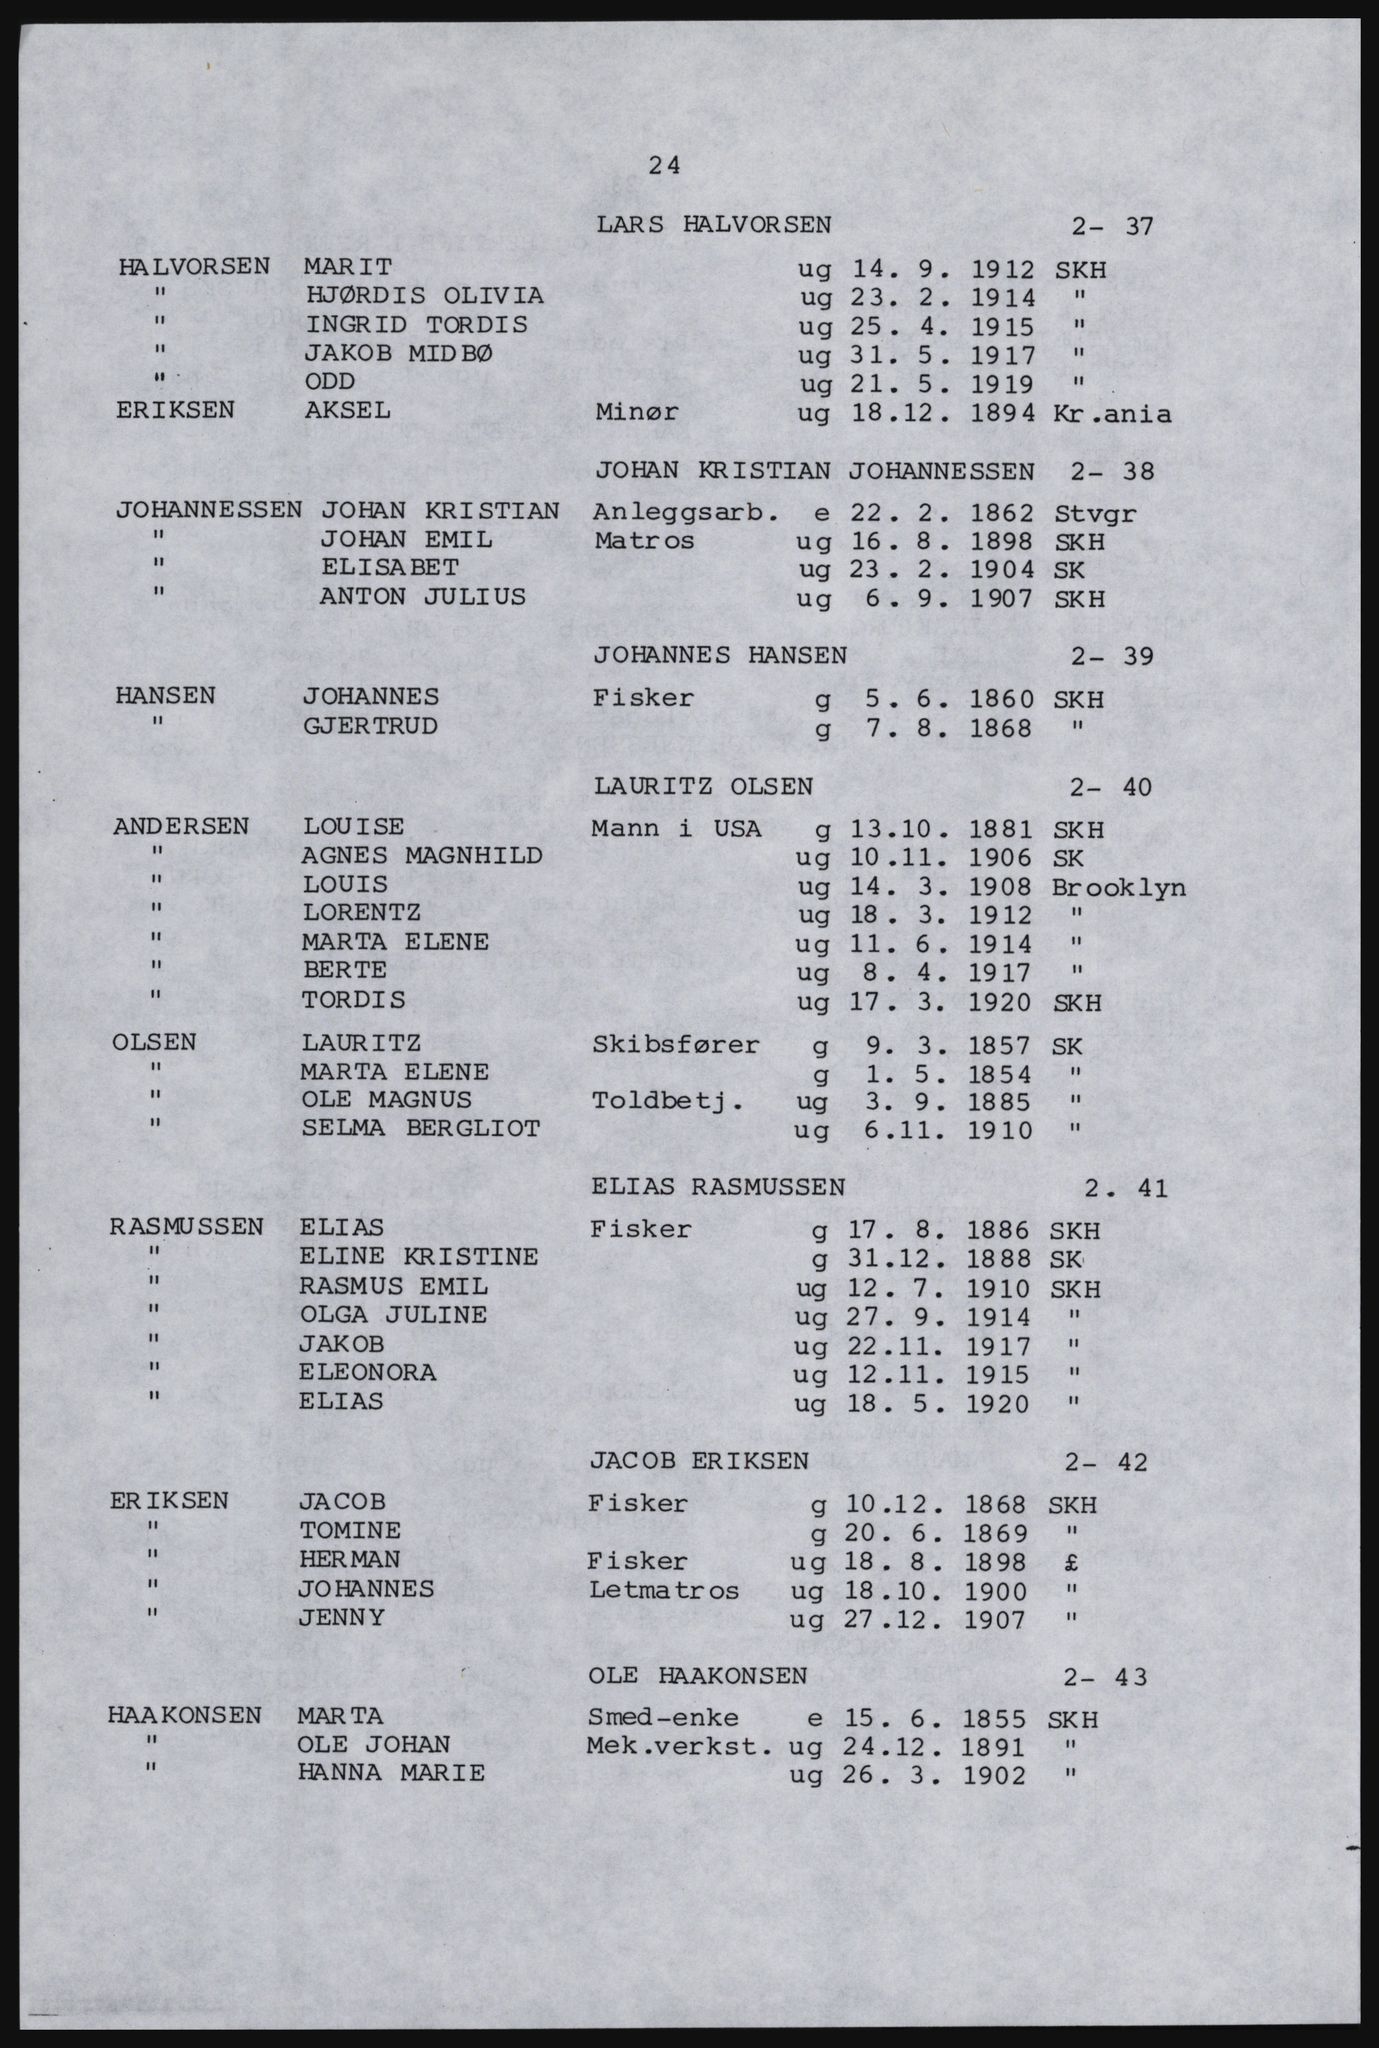 24
LARS HALVORSEN 2- 37
HALVORSEN MARIT ug 14. 9. 1912 SKH
" HJØRDIS OLIVIA ug 23. 2. 1914 "
" INGRID TORDIS ug 25. 4. 1915 "
" JAKOB MIDBØ ug 31. 5. 1917 "
" ODD ug 21. 5. 1919 "
ERIKSEN AKSEL Minør ug 18.12. 1894 Kr.ania
JOHAN KRISTIAN JOHANNESSEN 2- 38
JOHANNESSEN JOHAN KRISTIAN Anleggsarb. e 22. 2. 1862 Stvgr
" JOHAN EMIL Matros ug 16. 8. 1898 SKH
" ELISABET ug 23. 2. 1904 SK
" ANTON JULIUS ug 6. 9. 1907 SKH
JOHANNES HANSEN 2- 39
HANSEN JOHANNES Fisker g 5. 6. 1860 SKH
" GJERTRUD g 7. 8. 1868 "
LAURITZ OLSEN 2- 40
ANDERSEN LOUISE Mann i USA g 13.10. 1881 SKH
" AGNES MAGNHILD ug 10.11. 1906 SK
" LOUIS ug 14. 3. 1908 Brooklyn
" LORENTZ ug 18. 3. 1912 "
" MARTA ELENE ug 11. 6. 1914 "
" BERTE ug 8. 4. 1917 "
" TORDIS ug 17. 3. 1920 SKH
OLSEN LAURITZ Skibsfører g 9. 3. 1857 SK
" MARTA ELENE g 1. 5. 1854 "
" OLE MAGNUS Toldbetj. ug 3. 9. 1885 "
" SELMA BERGLIOT ug 6.11. 1910 "
ELIAS RASMUSSEN 2. 41
RASMUSSEN ELIAS Fisker g 17. 8. 1886 SKH
" ELINE KRISTINE g 31.12. 1888 SK
" RASMUS EMIL ug 12. 7. 1910 SKH
" OLGA JULINE ug 27. 9. 1914 "
" JAKOB ug 22.11. 1917 "
" ELEONORA ug 12.11. 1915 "
" ELIAS ug 18. 5. 1920 "
JACOB ERIKSEN 2- 42
ERIKSEN JACOB Fisker g 10.12. 1868 SKH
" TOMINE g 20. 6. 1869 "
" HERMAN Fisker ug 18. 8. 1898 £
" JOHANNES Letmatros ug 18.10. 1900 "
" JENNY ug 27.12. 1907 "
OLE HAAKONSEN 2- 43
HAAKONSEN MARTA Smed-enke e 15. 6. 1855 SKH
" OLE JOHAN Mek.verkst. ug 24.12. 1891 "
" HANNA MARIE ug 26. 3. 1902 "